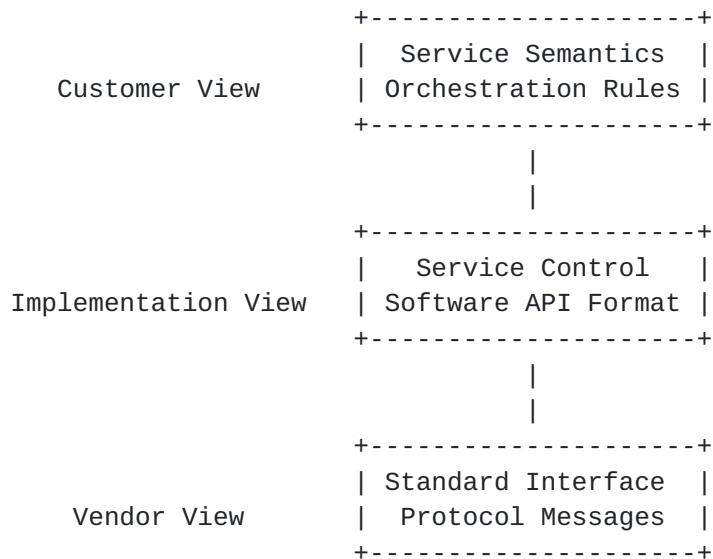 Service Semantics
Customer View Orchestration Rules
Service Control
Implementation View Software API Format
Standard Interface
Vendor View Protocol Messages